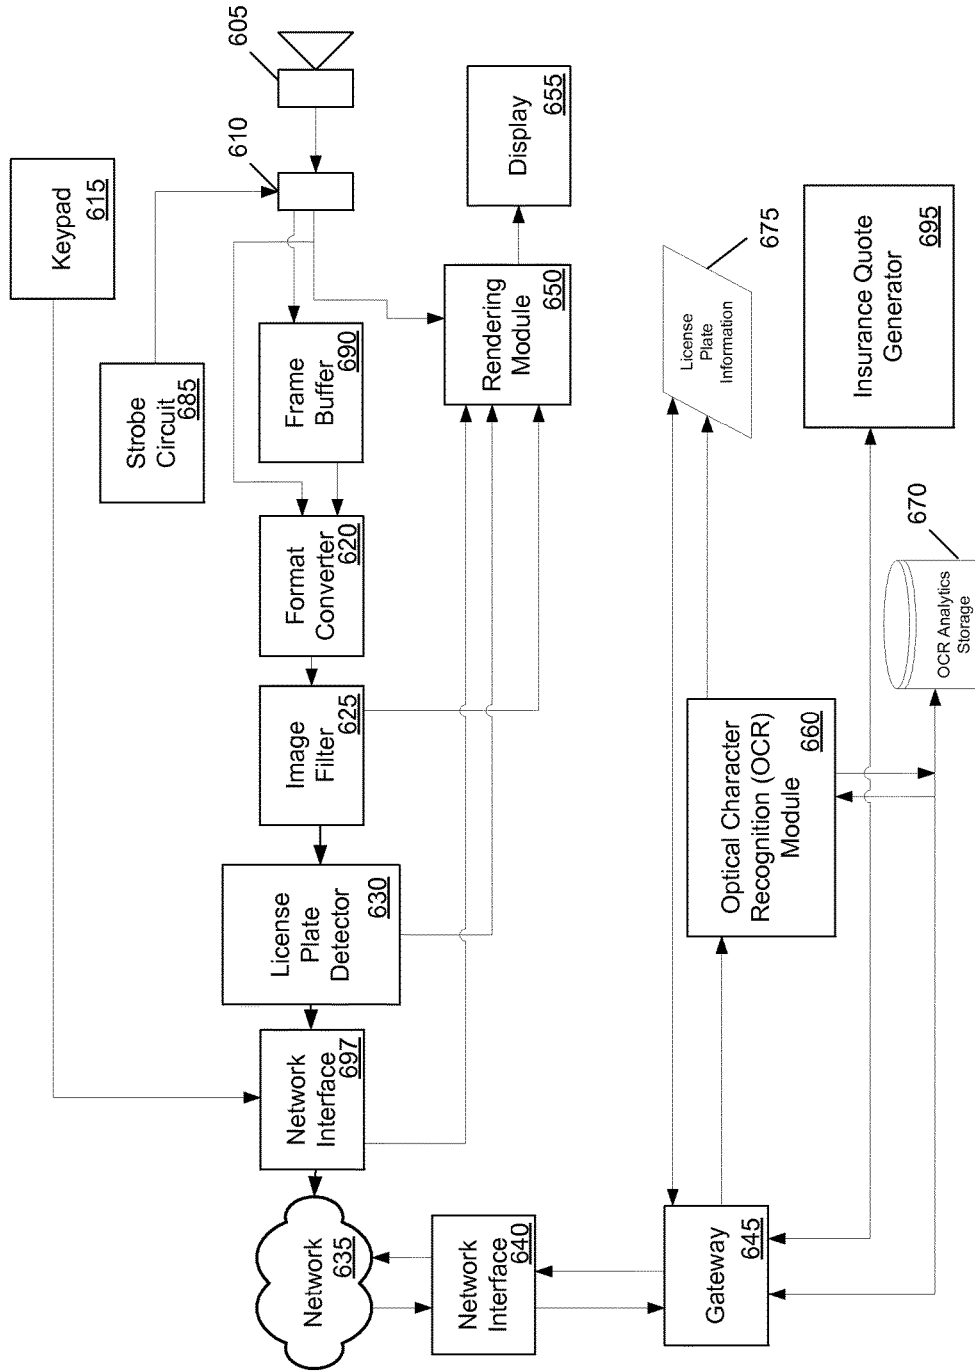 Keypad
615
605
Strobe
Circuit
685
610
Network
635
Network
Interface
697
License
Plate
Detector
630
Image
Filter
625
Format
Converter
620
Frame
Buffer
690
Rendering
Module
650
Display
655
Network
Interface
640
Gateway
645
Optical Character
Recognition (OCR)
Module
660
License
Plate
Information
675
Insurance Quote
Generator
695
OCR Analytics
Storage
670